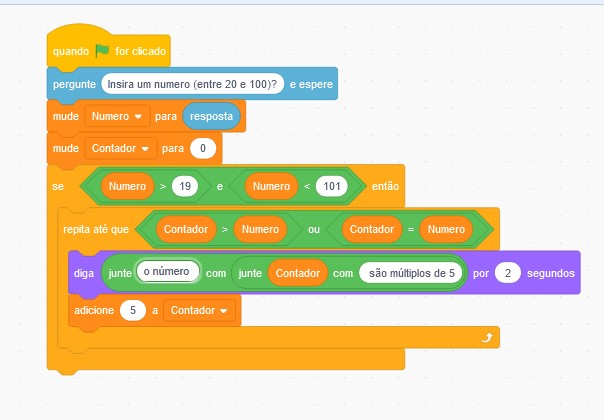 quando for clicado
pergunte Insira um numero (entre 20 e 100)? e espere
mude Numero para resposta
mude Contador para 0
se Numero > 19 e Numero < 101 então
repita até que Contador > Numero ou Contador = Numero
diga junte o número com junte Contador com são múltiplos de 5 por 2 segundos
adicione 5 a Contador